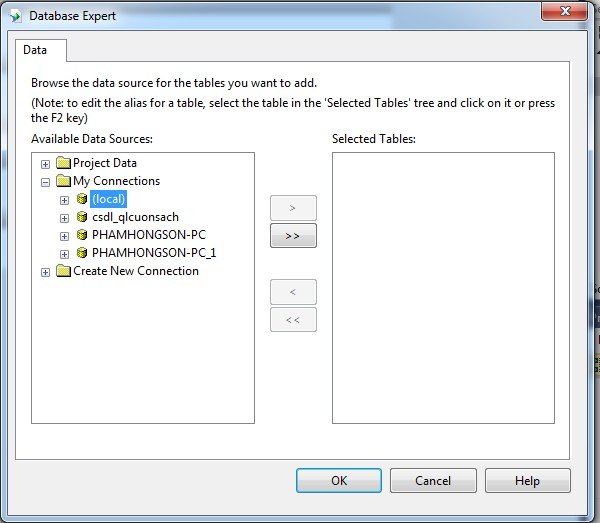 Database Expert
Data
Browse the data source for the tables you want to add.
(Note: to edit the alias for a table, select the table in the 'Selected Tables' tree and click on it or press
the F2 key)
Available Data Sources:
Selected Tables:
Project Data
My Connections
(local)
csdl_qlcuonsach
PHAMHONGSON-PC
PHAMHONGSON-PC_1
Create New Connection
>
>>
<
<<
OK
Cancel
Help